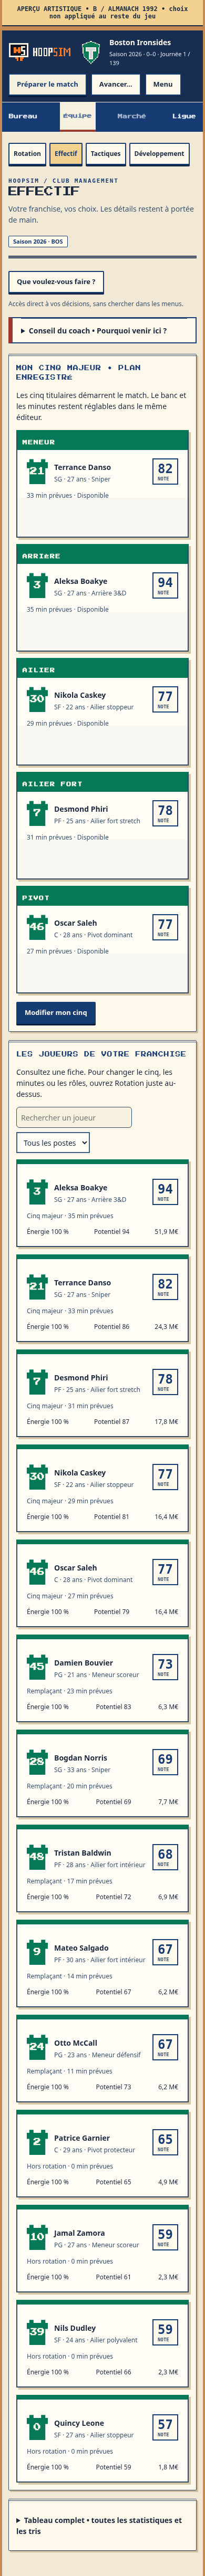 APERÇU ARTISTIQUE • B / ALMANACH 1992 • choix
non appliqué au reste du jeu
HS HOOPSIM
Boston Ironsides
Saison 2026 · 0–0 · Journée 1 /
139
Préparer le match
Avancer…
Menu
Bureau
Équipe
Marché
Ligue
Rotation
Effectif
Tactiques
Développement
HOOPSIM / CLUB MANAGEMENT
EFFECTIF
Votre franchise, vos choix. Les détails restent à portée
de main.
Saison 2026 · BOS
Que voulez-vous faire ?
Accès direct à vos décisions, sans chercher dans les menus.
▶ Conseil du coach • Pourquoi venir ici ?
MON CINQ MAJEUR • PLAN
ENREGISTRÉ
Les cinq titulaires démarrent le match. Le banc et
les minutes restent réglables dans le même
éditeur.
MENEUR
21
Terrance Danso
SG · 27 ans · Sniper
82
NOTE
33 min prévues · Disponible
ARRIÈRE
3
Aleksa Boakye
SG · 27 ans · Arrière 3&D
94
NOTE
35 min prévues · Disponible
AILIER
30
Nikola Caskey
SF · 22 ans · Ailier stoppeur
77
NOTE
29 min prévues · Disponible
AILIER FORT
7
Desmond Phiri
PF · 25 ans · Ailier fort stretch
78
NOTE
31 min prévues · Disponible
PIVOT
46
Oscar Saleh
C · 28 ans · Pivot dominant
77
NOTE
27 min prévues · Disponible
Modifier mon cinq
LES JOUEURS DE VOTRE FRANCHISE
Consultez une fiche. Pour changer le cinq, les
minutes ou les rôles, ouvrez Rotation juste au-
dessus.
Rechercher un joueur
Tous les postes
3
Aleksa Boakye
SG · 27 ans · Arrière 3&D
94
NOTE
Cinq majeur · 35 min prévues
Énergie 100 % Potentiel 94 51,9 M€
21
Terrance Danso
SG · 27 ans · Sniper
82
NOTE
Cinq majeur · 33 min prévues
Énergie 100 % Potentiel 86 24,3 M€
7
Desmond Phiri
PF · 25 ans · Ailier fort stretch
78
NOTE
Cinq majeur · 31 min prévues
Énergie 100 % Potentiel 87 17,8 M€
30
Nikola Caskey
SF · 22 ans · Ailier stoppeur
77
NOTE
Cinq majeur · 29 min prévues
Énergie 100 % Potentiel 81 16,4 M€
46
Oscar Saleh
C · 28 ans · Pivot dominant
77
NOTE
Cinq majeur · 27 min prévues
Énergie 100 % Potentiel 79 16,4 M€
45
Damien Bouvier
PG · 21 ans · Meneur scoreur
73
NOTE
Remplaçant · 23 min prévues
Énergie 100 % Potentiel 83 6,3 M€
28
Bogdan Norris
SG · 33 ans · Sniper
69
NOTE
Remplaçant · 20 min prévues
Énergie 100 % Potentiel 69 7,7 M€
48
Tristan Baldwin
PF · 28 ans · Ailier fort intérieur
68
NOTE
Remplaçant · 17 min prévues
Énergie 100 % Potentiel 72 6,9 M€
9
Mateo Salgado
PF · 30 ans · Ailier fort intérieur
67
NOTE
Remplaçant · 14 min prévues
Énergie 100 % Potentiel 67 6,2 M€
24
Otto McCall
PG · 23 ans · Meneur défensif
67
NOTE
Remplaçant · 11 min prévues
Énergie 100 % Potentiel 73 6,2 M€
2
Patrice Garnier
C · 29 ans · Pivot protecteur
65
NOTE
Hors rotation · 0 min prévues
Énergie 100 % Potentiel 65 4,9 M€
10
Jamal Zamora
PG · 27 ans · Meneur scoreur
59
NOTE
Hors rotation · 0 min prévues
Énergie 100 % Potentiel 61 2,3 M€
39
Nils Dudley
SF · 24 ans · Ailier polyvalent
59
NOTE
Hors rotation · 0 min prévues
Énergie 100 % Potentiel 66 2,3 M€
0
Quincy Leone
SF · 27 ans · Ailier stoppeur
57
NOTE
Hors rotation · 0 min prévues
Énergie 100 % Potentiel 59 1,8 M€
▶ Tableau complet • toutes les statistiques et
les tris